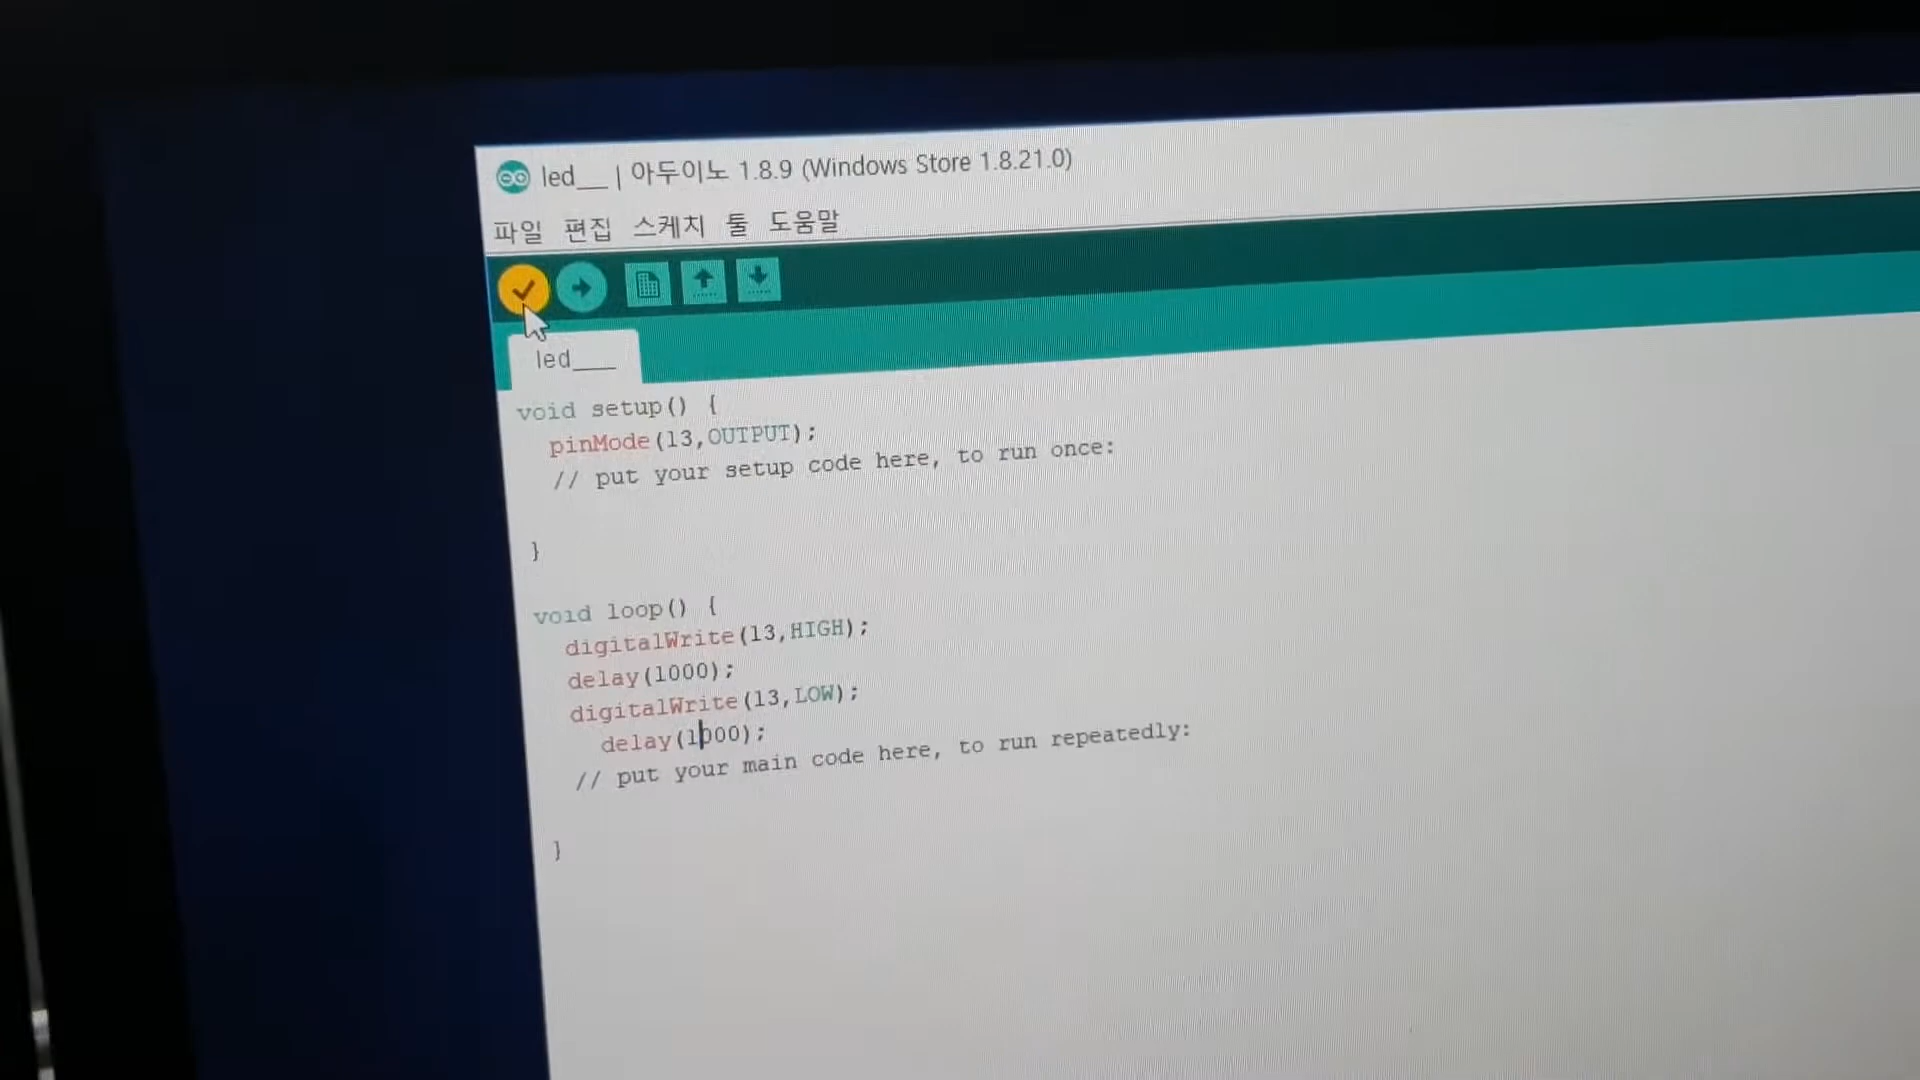 led__ | 아두이노 1.8.9 (Windows Store 1.8.21.0)
파일 편집 스케치 툴 도움말
led___
void setup() {
pinMode(13,OUTPUT);
// put your setup code here, to run once:
}
void loop() {
digitalWrite(13,HIGH);
delay(1000);
digitalWrite(13,LOW);
delay(1000);
// put your main code here, to run repeatedly:
}